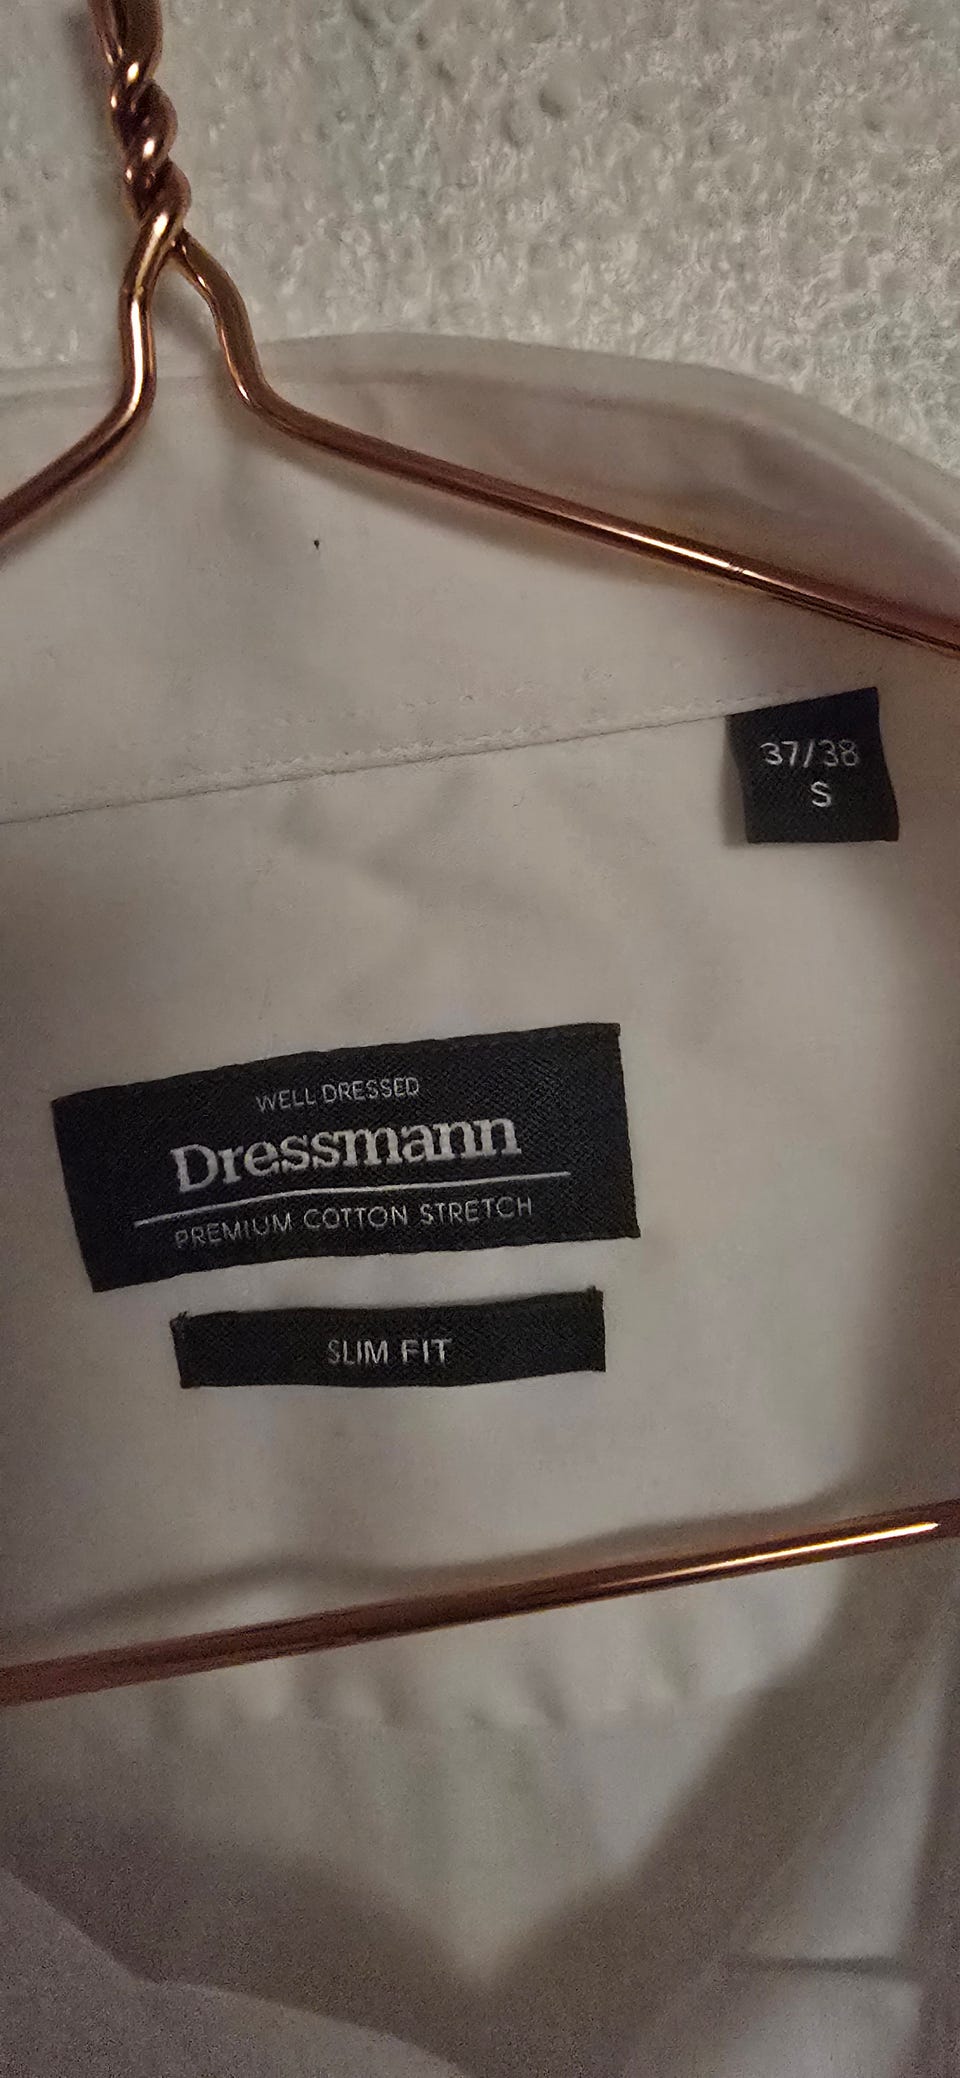 37/38
S
WELL DRESSED
Dressmann
PREMIUM COTTON STRETCH
SLIM FIT